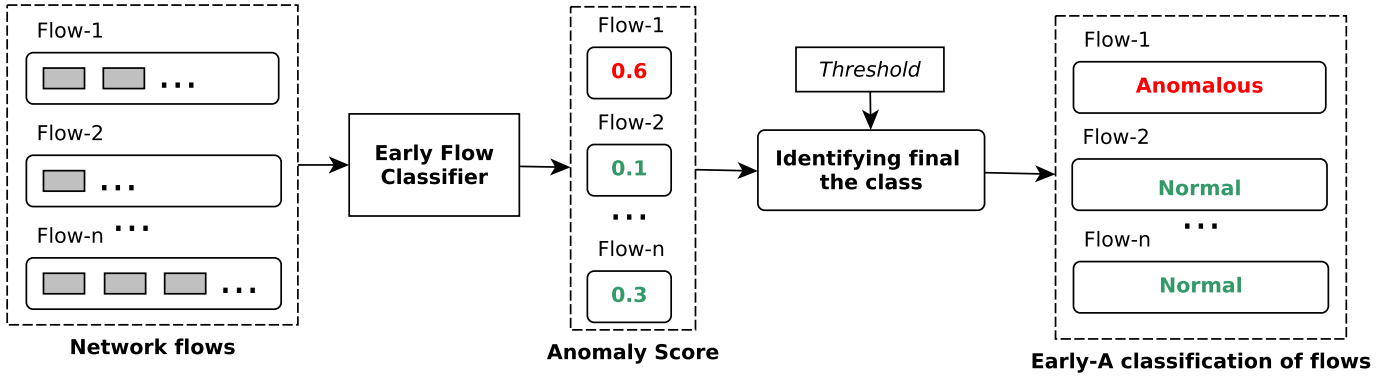 Flow-1
...
Flow-2
...
...
Flow-n
...
Network flows
Early Flow
Classifier
Flow-1
0.6
Flow-2
0.1
...
Flow-n
0.3
Anomaly Score
Threshold
Identifying final
the class
Flow-1
Anomalous
Flow-2
Normal
...
Flow-n
Normal
Early-A classification of flows